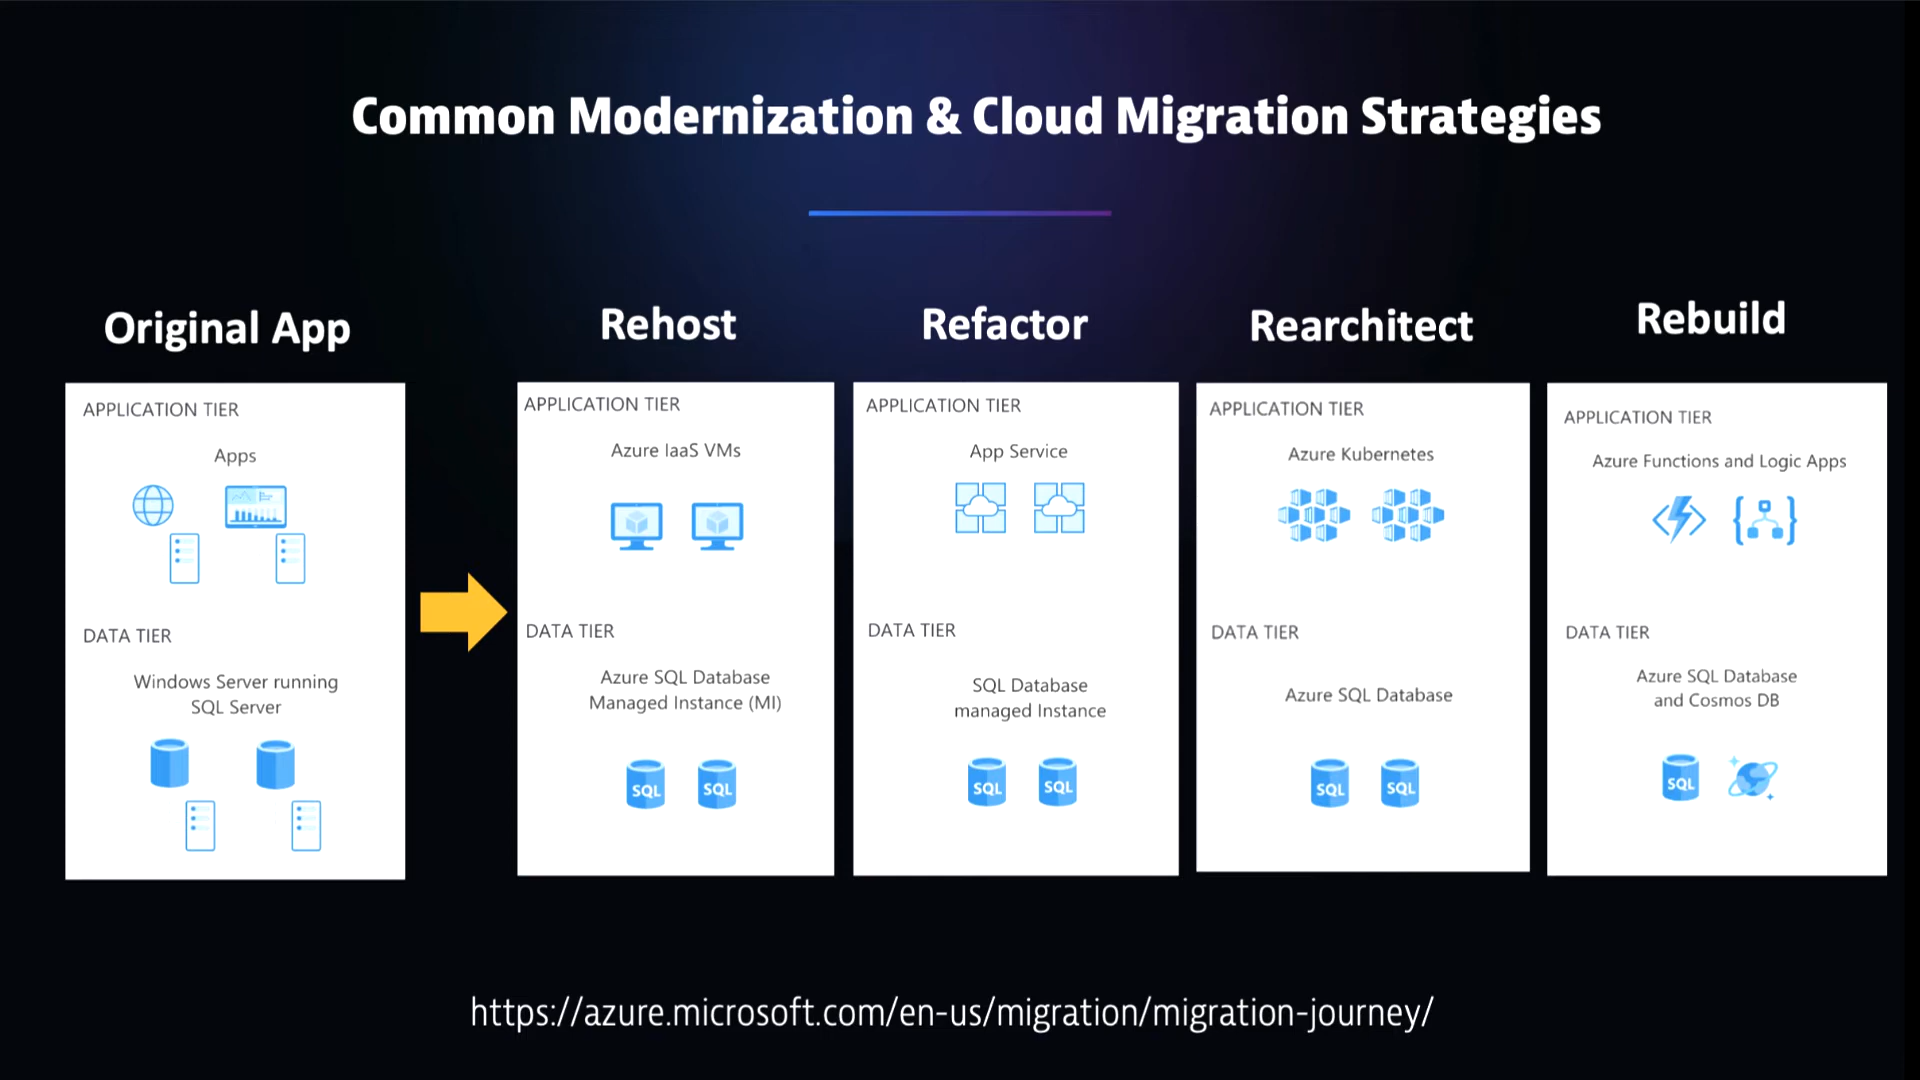 Common Modernization & Cloud Migration Strategies
Original App
APPLICATION TIER
Apps
DATA TIER
Windows Server running
SQL Server
Rehost
APPLICATION TIER
Azure IaaS VMs
DATA TIER
Azure SQL Database
Managed Instance (MI)
SQL
SQL
Refactor
APPLICATION TIER
App Service
DATA TIER
SQL Database
managed Instance
SQL
SQL
Rearchitect
APPLICATION TIER
Azure Kubernetes
DATA TIER
Azure SQL Database
SQL
SQL
Rebuild
APPLICATION TIER
Azure Functions and Logic Apps
DATA TIER
Azure SQL Database
and Cosmos DB
SQL
https://azure.microsoft.com/en-us/migration/migration-journey/